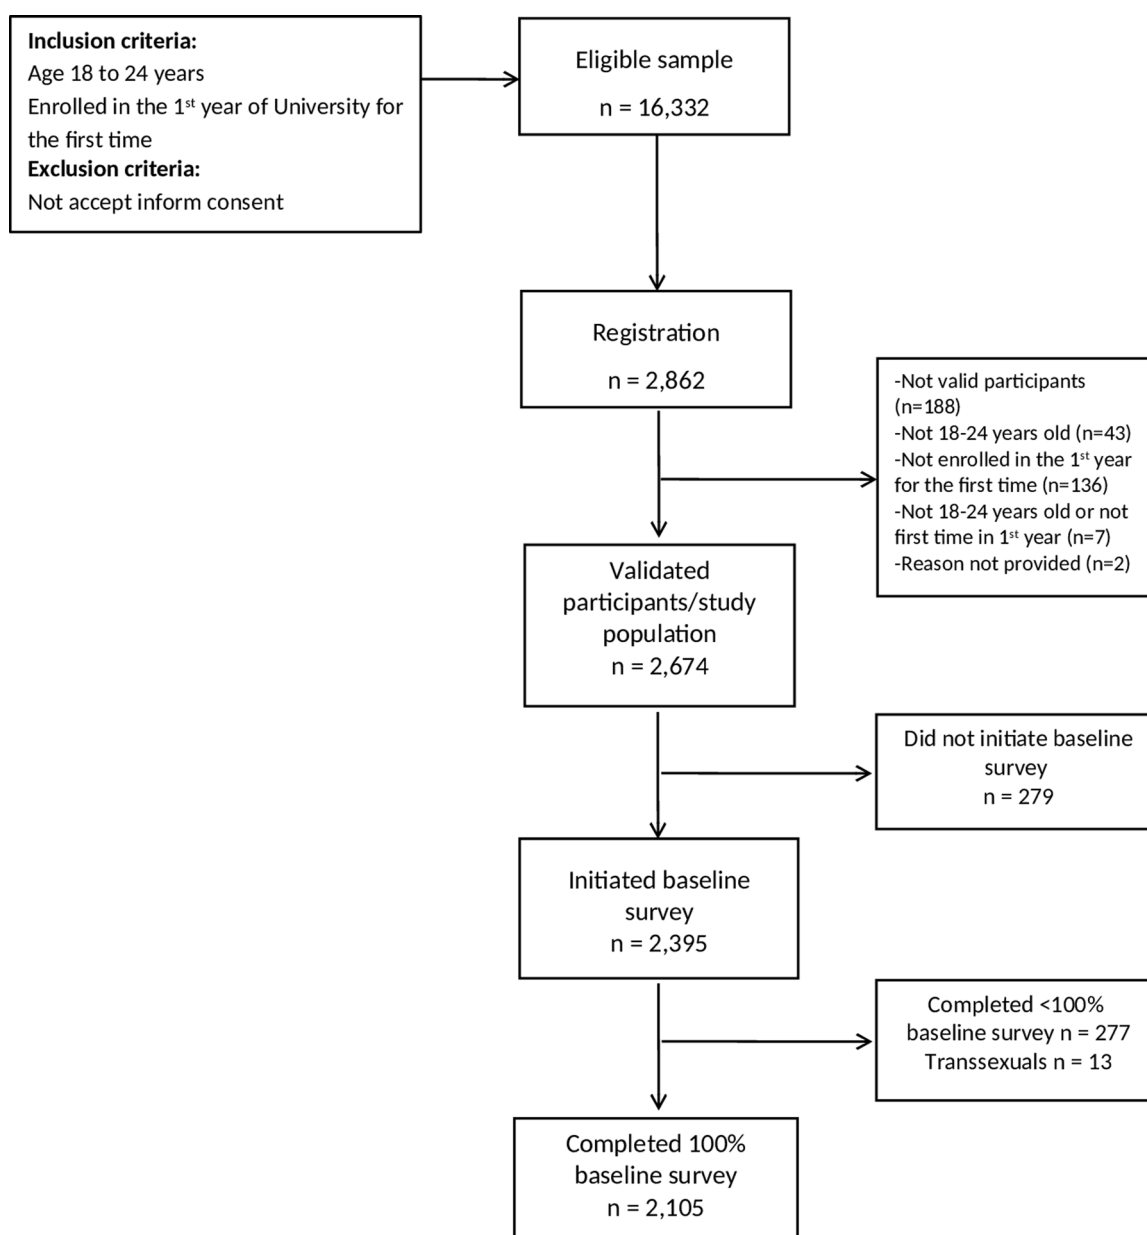 Inclusion criteria:
Age 18 to 24 years
Enrolled in the 1st year of University for
the first time
Exclusion criteria:
Not accept inform consent
Eligible sample
n = 16,332
Registration
n = 2,862
-Not valid participants
(n=188)
-Not 18-24 years old (n=43)
-Not enrolled in the 1st year
for the first time (n=136)
-Not 18-24 years old or not
first time in 1st year (n=7)
-Reason not provided (n=2)
Validated
participants/study
population
n = 2,674
Did not initiate baseline
survey
n = 279
Initiated baseline
survey
n = 2,395
Completed <100%
baseline survey n = 277
Transsexuals n = 13
Completed 100%
baseline survey
n = 2,105